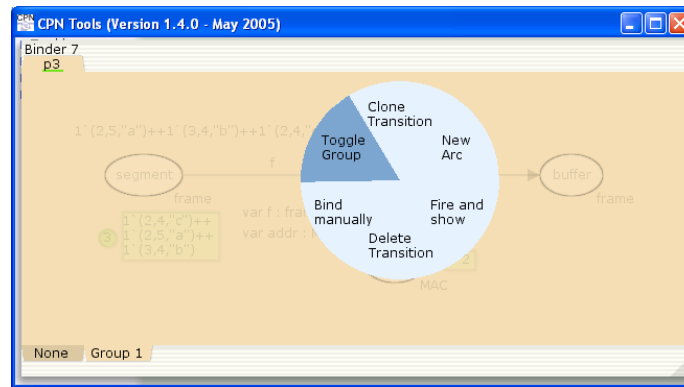 CPN Tools (Version 1.4.0 - May 2005)
Binder 7
p3
Clone
Transition
Toggle
Group
New
Arc
Bind
manually
Fire and
show
Delete
Transition
1`(2,5,"a")++1`(3,4,"b")++1`(2,4,
segment
f
buffer
frame
frame
var f : fra
var addr :
3
1`(2,4,"c")++
1`(2,5,"a")++
1`(3,4,"b")
2
MAC
None
Group 1